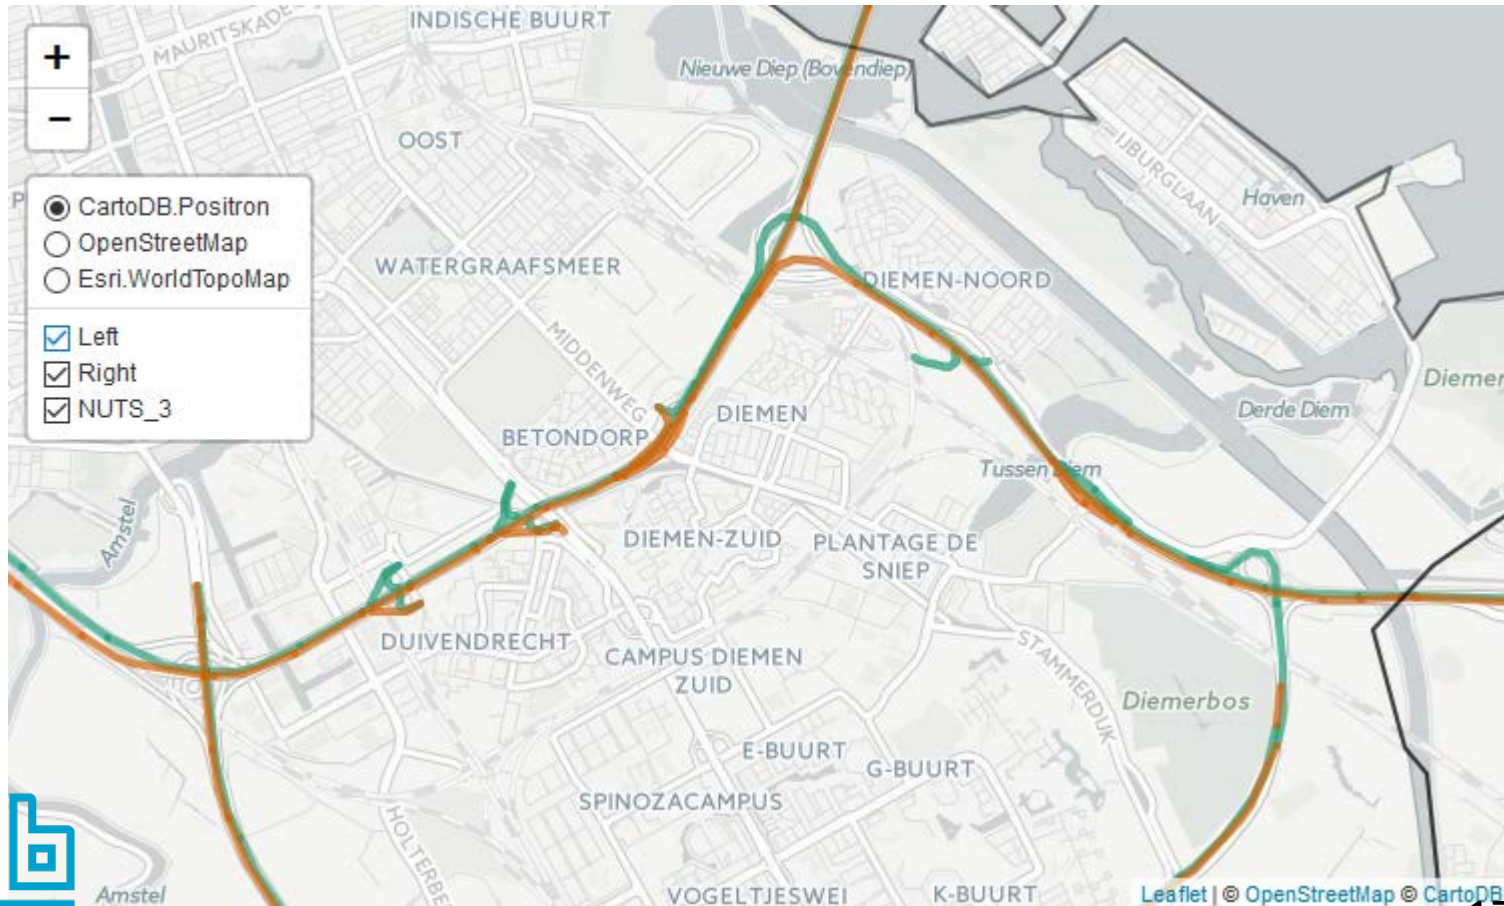 INDISCHE BUURT
MAURITSKADE
Nieuwe Diep (Bovendiep)
+
−
OOST
IJBURGLAAN
Haven
CartoDB.Positron
OpenStreetMap
Esri.WorldTopoMap
Left
Right
NUTS_3
WATERGRAAFSMEER
DIEMEN-NOORD
MIDDENWEG
DIEMEN
BETONDORP
Diemer
Derde Diem
Tussen Diem
Amstel
DIEMEN-ZUID
PLANTAGE DE
SNIEP
DUIVENDRECHT
CAMPUS DIEMEN
ZUID
STAMMERDIJK
Diemerbos
E-BUURT
G-BUURT
SPINOZACAMPUS
Amstel
VOGELTJESWEI
K-BUURT
Leaflet | © OpenStreetMap © CartoDB